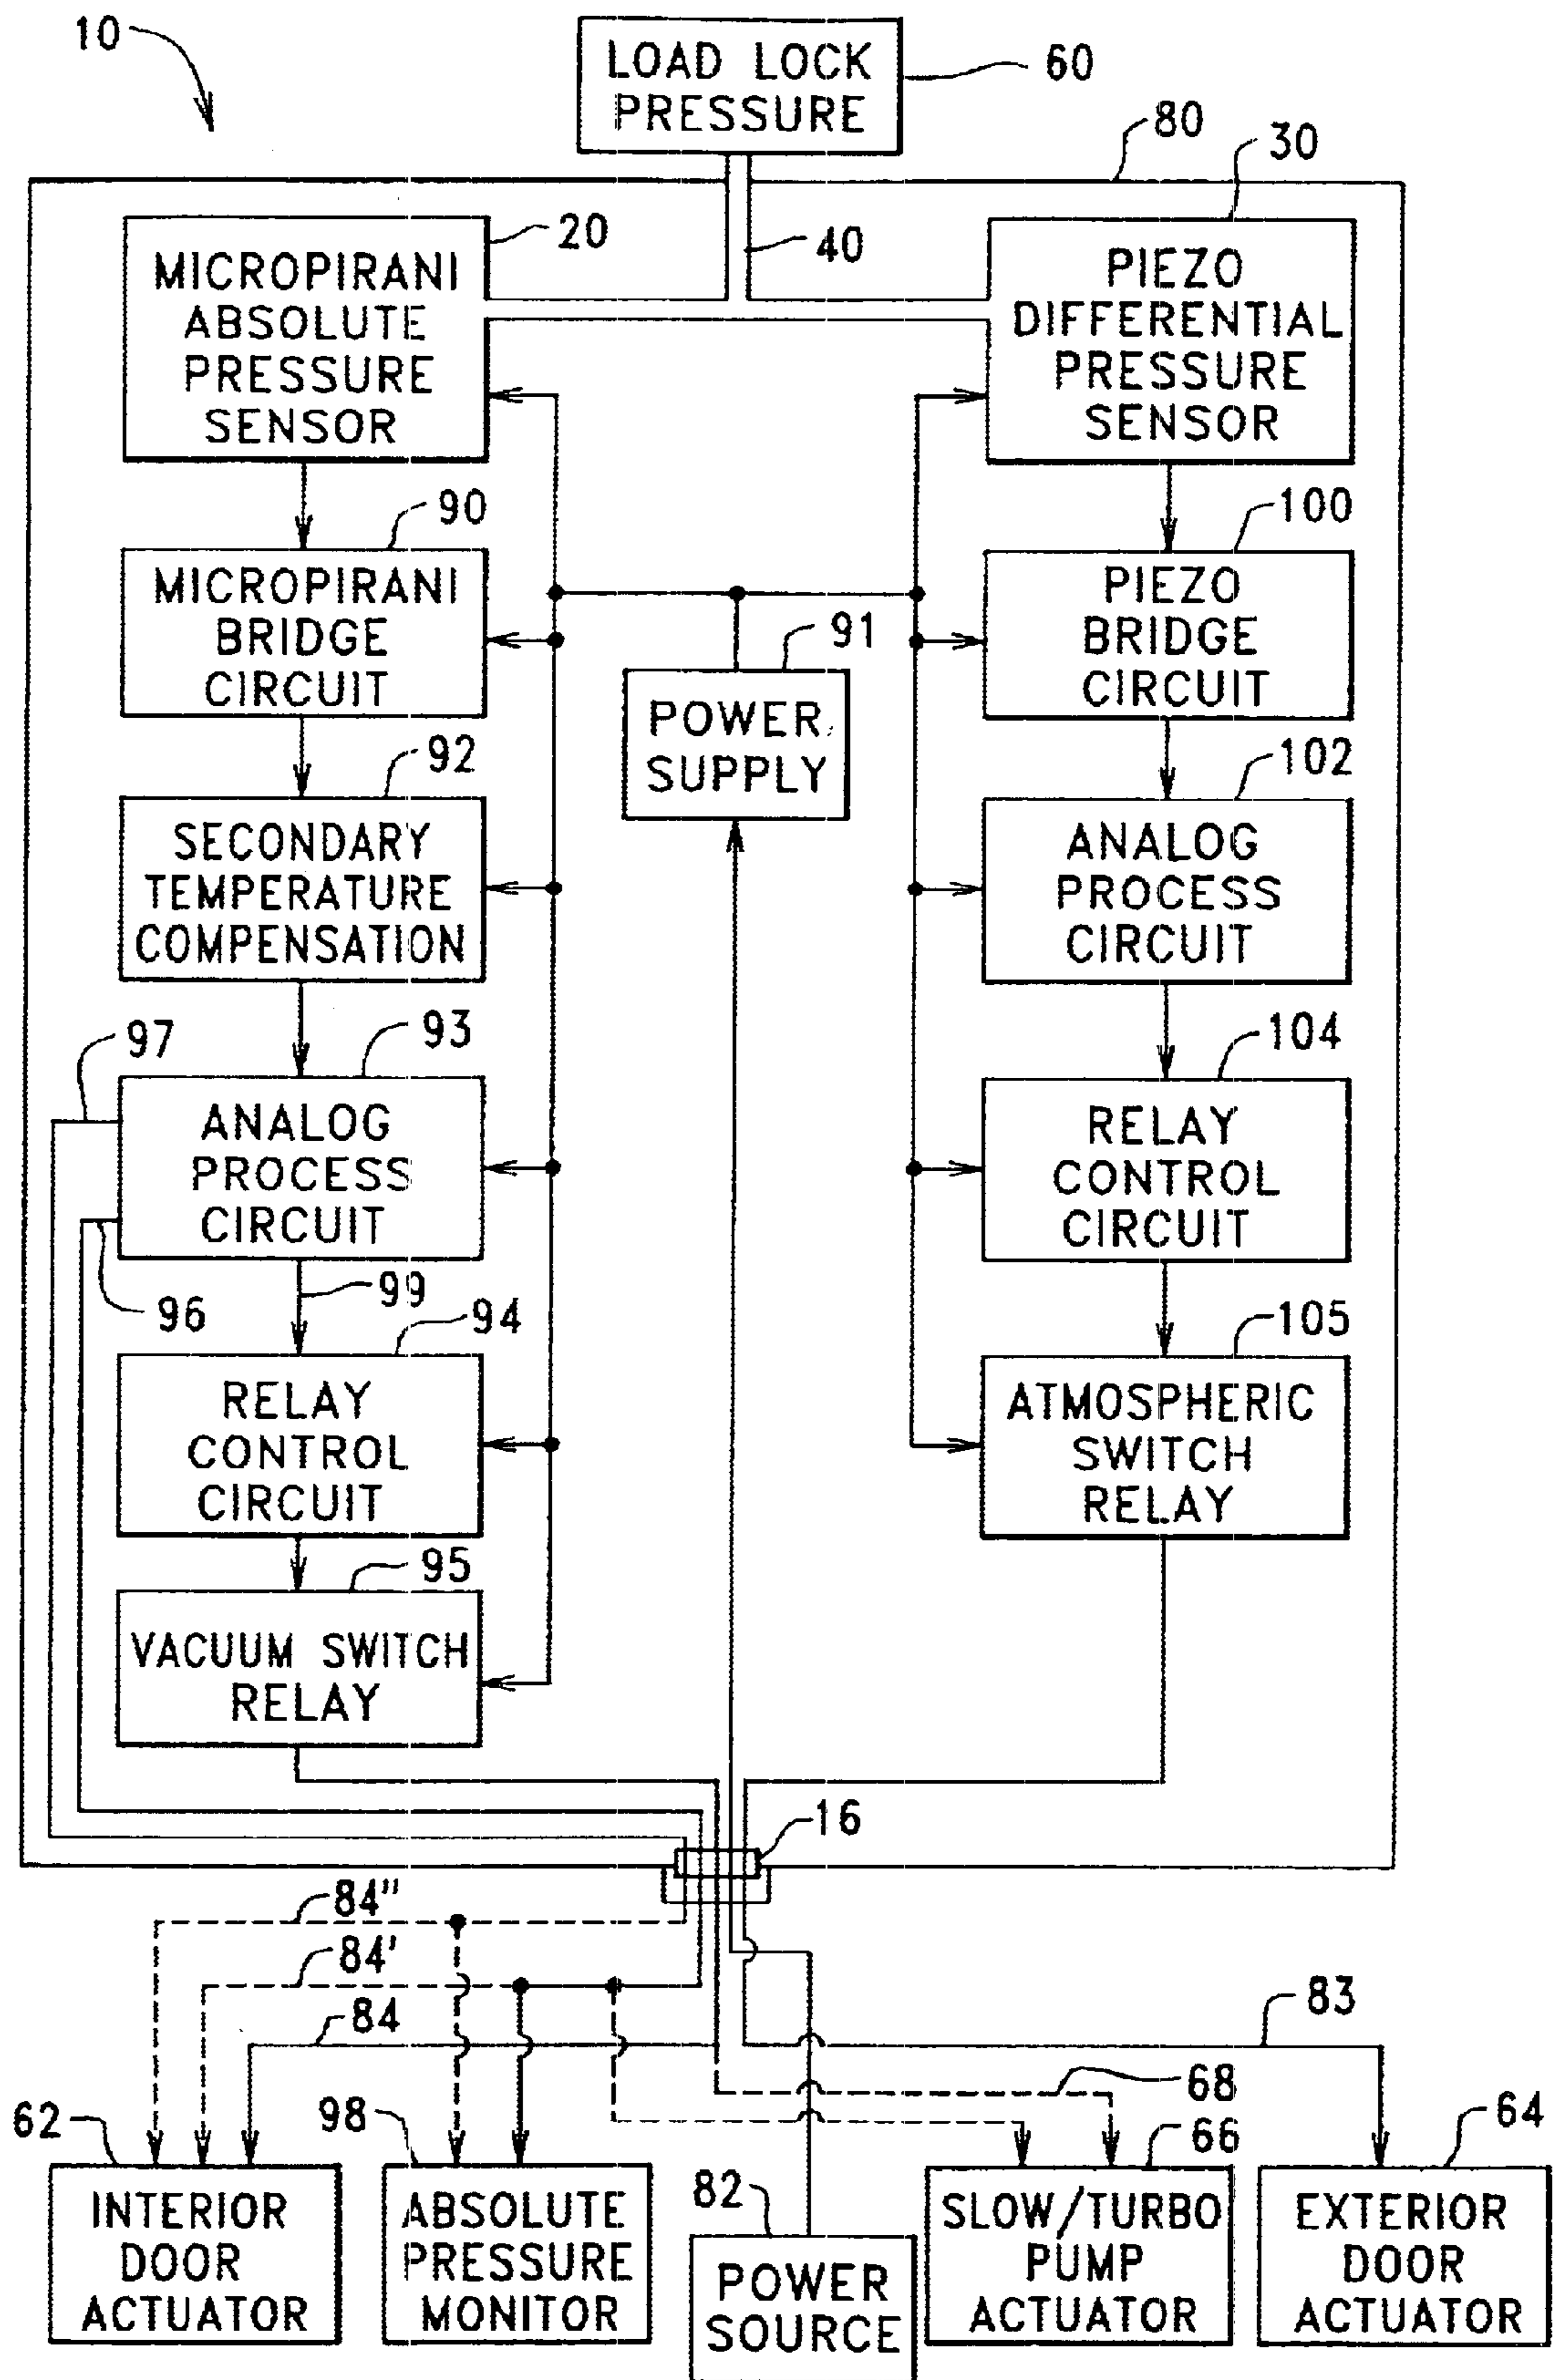 10
LOAD LOCK
PRESSURE
60
80
30
20
40
MICROPIRANI
ABSOLUTE
PRESSURE
SENSOR
PIEZO
DIFFERENTIAL
PRESSURE
SENSOR
90
100
MICROPIRANI
BRIDGE
CIRCUIT
91
POWER
SUPPLY
PIEZO
BRIDGE
CIRCUIT
92
102
SECONDARY
TEMPERATURE
COMPENSATION
ANALOG
PROCESS
CIRCUIT
97
93
104
ANALOG
PROCESS
CIRCUIT
RELAY
CONTROL
CIRCUIT
96
99
94
105
RELAY
CONTROL
CIRCUIT
ATMOSPHERIC
SWITCH
RELAY
95
VACUUM SWITCH
RELAY
16
84"
84'
84
83
68
62
98
82
66
64
INTERIOR
DOOR
ACTUATOR
ABSOLUTE
PRESSURE
MONITOR
POWER
SOURCE
SLOW/TURBO
PUMP
ACTUATOR
EXTERIOR
DOOR
ACTUATOR